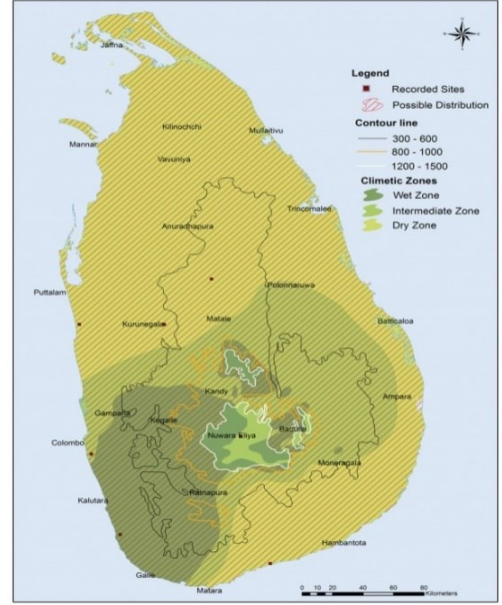 Jaffna
Kilinochchi
Mullaitivu
Mannar
Vavuniya
Trincomalee
Anuradhapura
Polonnaruwa
Puttalam
Kurunegala
Matale
Batticaloa
Kandy
Ampara
Gampaha
Kegalle
Nuwara Eliya
Badulla
Colombo
Moneragala
Ratnapura
Kalutara
Hambantota
Galle
Matara
Legend
Recorded Sites
Possible Distribution
Contour line
300 - 600
800 - 1000
1200 - 1500
Climetic Zones
Wet Zone
Intermediate Zone
Dry Zone
0 10 20 40 60 80
Kilometers